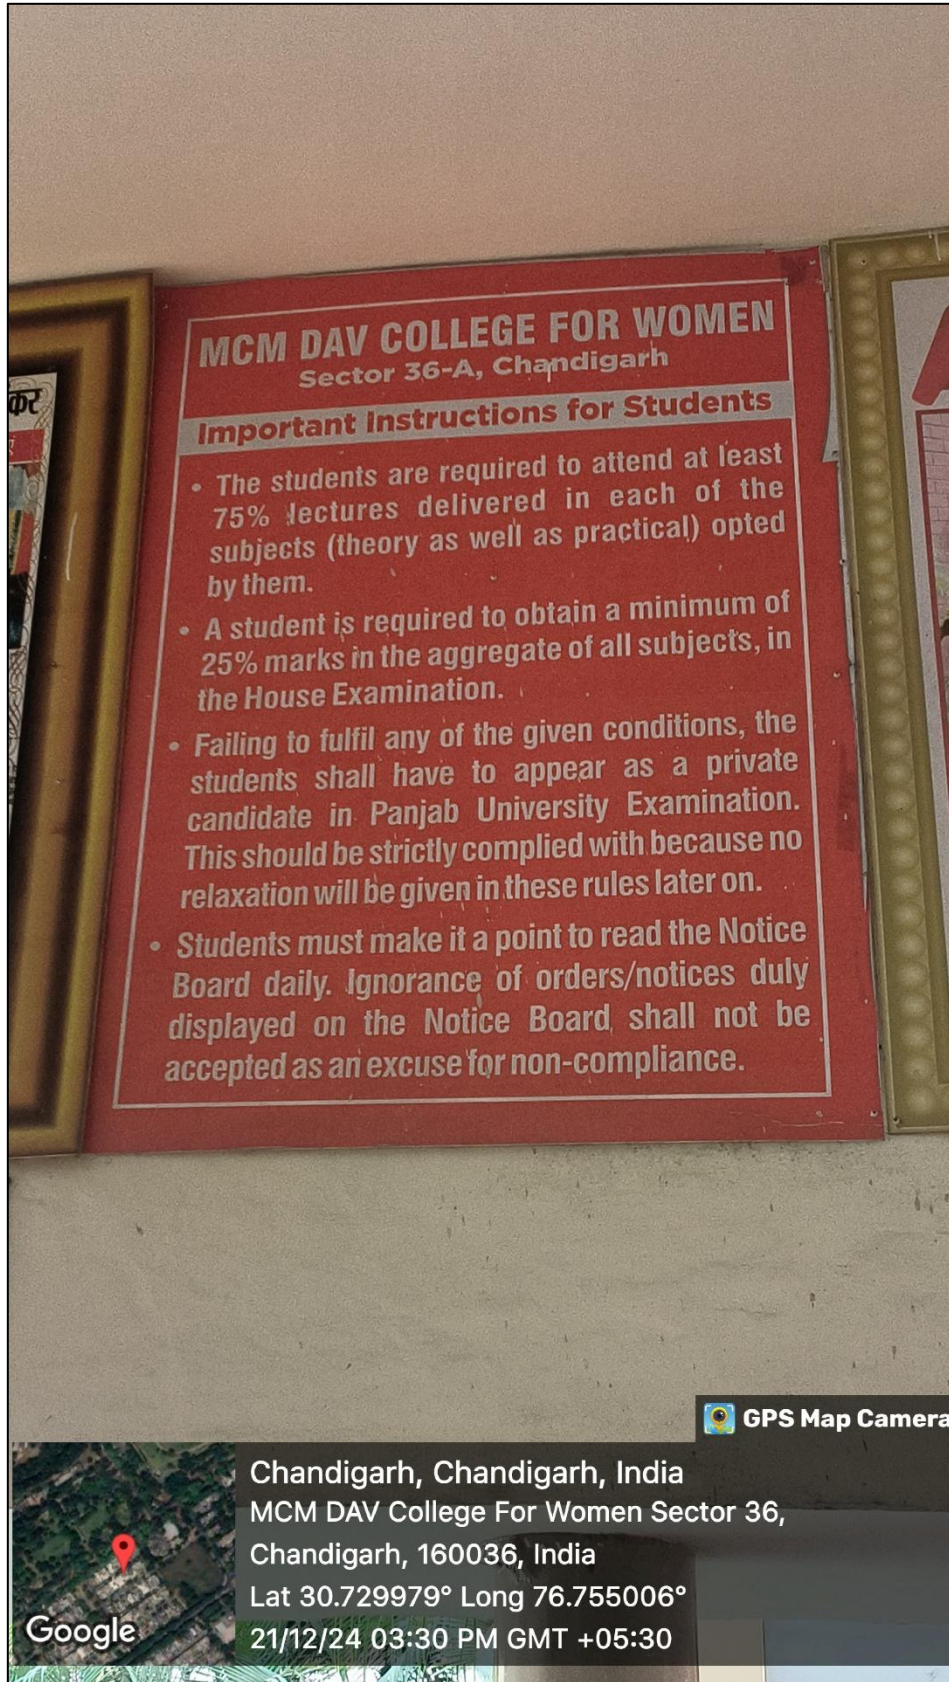 MCM DAV COLLEGE FOR WOMEN
Sector 36-A, Chandigarh
Important Instructions for Students
• The students are required to attend at least
75% lectures delivered in each of the
subjects (theory as well as practical) opted
by them.
• A student is required to obtain a minimum of
25% marks in the aggregate of all subjects, in
the House Examination.
• Failing to fulfil any of the given conditions, the
students shall have to appear as a private
candidate in Panjab University Examination.
This should be strictly complied with because no
relaxation will be given in these rules later on.
• Students must make it a point to read the Notice
Board daily. Ignorance of orders/notices duly
displayed on the Notice Board shall not be
accepted as an excuse for non-compliance.
GPS Map Camera
Chandigarh, Chandigarh, India
MCM DAV College For Women Sector 36,
Chandigarh, 160036, India
Lat 30.729979° Long 76.755006°
21/12/24 03:30 PM GMT +05:30
Google